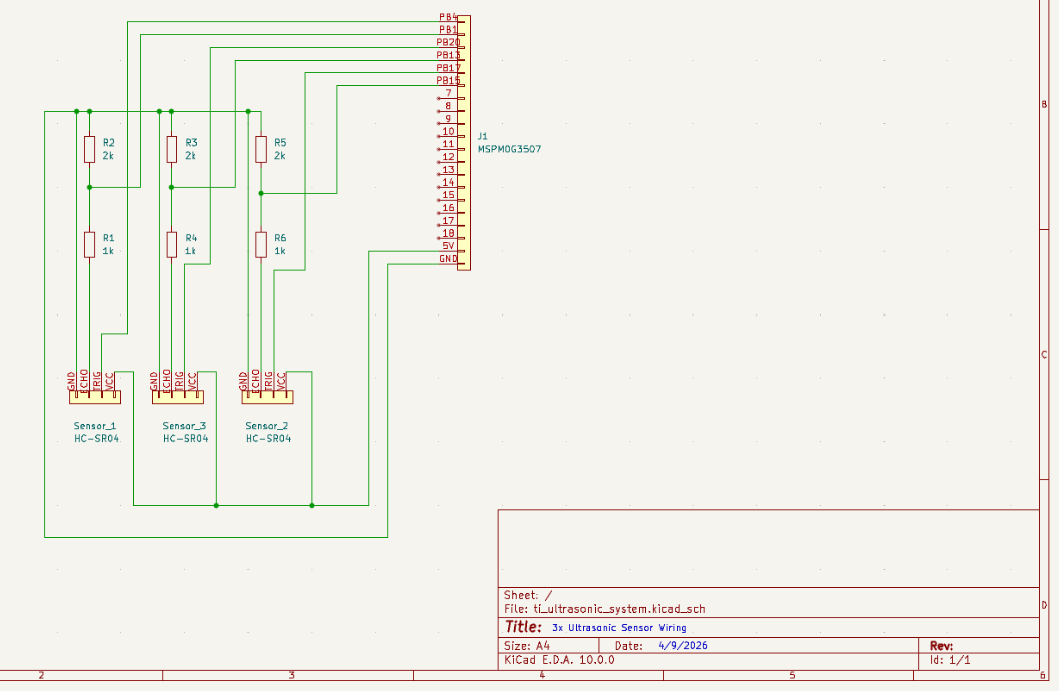 PB4
PB1
PB20
PB13
PB17
PB15
7
8
9
10
11
12
13
14
15
16
17
18
5V
GND
J1
MSPM0G3507
R2
2k
R3
2k
R5
2k
R1
1k
R4
1k
R6
1k
GND
ECHO
TRIG
VCC
GND
ECHO
TRIG
VCC
GND
ECHO
TRIG
VCC
Sensor_1
HC-SR04
Sensor_3
HC-SR04
Sensor_2
HC-SR04
B
C
D
Sheet: /
File: ti_ultrasonic_system.kicad_sch
Title: 3x Ultrasonic Sensor Wiring
Size: A4 Date: 4/9/2026 Rev:
KiCad E.D.A. 10.0.0 Id: 1/1
2 3 4 5 6